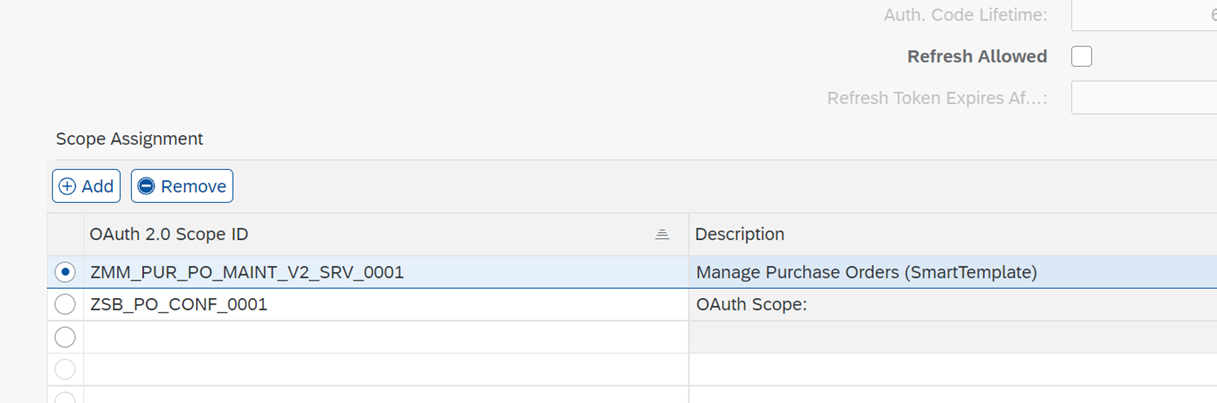 Auth. Code Lifetime:
Refresh Allowed
Refresh Token Expires Af...:
Scope Assignment
Add Remove
OAuth 2.0 Scope ID Description
ZMM_PUR_PO_MAINT_V2_SRV_0001 Manage Purchase Orders (SmartTemplate)
ZSB_PO_CONF_0001 OAuth Scope: